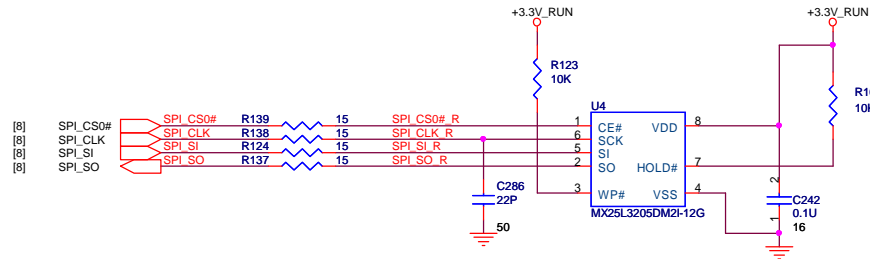 +3.3V_RUN
+3.3V_RUN
R123
10K
R1
10K
U4
[8] SPI_CS0# SPI_CS0# R139 15 SPI_CS0#_R 1 CE# VDD 8
[8] SPI_CLK SPI_CLK R138 15 SPI_CLK_R 6 SCK
[8] SPI_SI SPI_SI R124 15 SPI_SI_R 5 SI
[8] SPI_SO SPI_SO R137 15 SPI_SO_R 2 SO HOLD# 7
3 WP# VSS 4
MX25L3205DM2I-12G
C286
22P
50
2
C242
0.1U
1
16